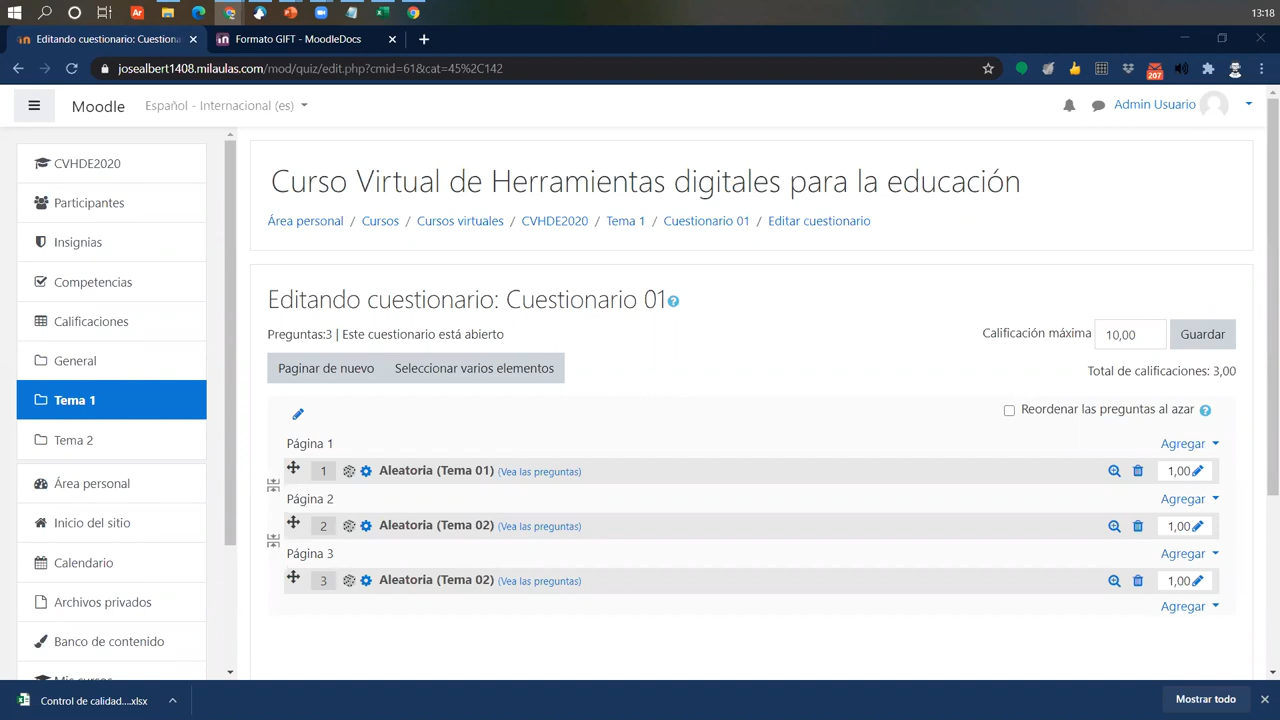 13:18
Editando cuestionario: Cuestiona
Formato GIFT - MoodleDocs
josealbert1408.milaulas.com/mod/quiz/edit.php?cmid=61&cat=45%2C142
207
Moodle
Español - Internacional (es)
Admin Usuario
CVHDE2020
Participantes
Insignias
Competencias
Calificaciones
General
Tema 1
Tema 2
Área personal
Inicio del sitio
Calendario
Archivos privados
Banco de contenido
Mis cursos
Curso Virtual de Herramientas digitales para la educación
Área personal / Cursos / Cursos virtuales / CVHDE2020 / Tema 1 / Cuestionario 01 / Editar cuestionario
Editando cuestionario: Cuestionario 01
Preguntas:3 | Este cuestionario está abierto
Calificación máxima 10,00 Guardar
Paginar de nuevo Seleccionar varios elementos
Total de calificaciones: 3,00
Reordenar las preguntas al azar
Página 1 Agregar
1 Aleatoria (Tema 01) (Vea las preguntas) 1,00
Página 2 Agregar
2 Aleatoria (Tema 02) (Vea las preguntas) 1,00
Página 3 Agregar
3 Aleatoria (Tema 02) (Vea las preguntas) 1,00
Agregar
Control de calidad....xlsx
Mostrar todo